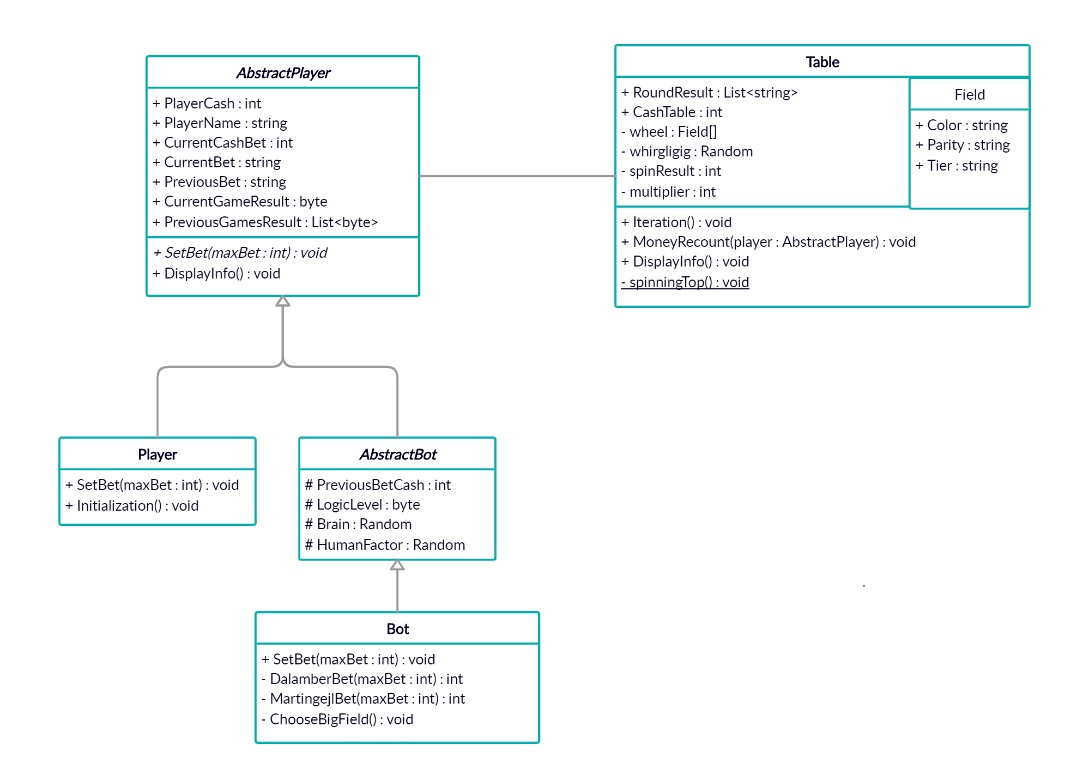 AbstractPlayer
+ PlayerCash : int
+ PlayerName : string
+ CurrentCashBet : int
+ CurrentBet : string
+ PreviousBet : string
+ CurrentGameResult : byte
+ PreviousGamesResult : List<byte>
+ SetBet(maxBet : int) : void
+ DisplayInfo() : void
Table
+ RoundResult : List<string>
+ CashTable : int
- wheel : Field[]
- whirgligig : Random
- spinResult : int
- multiplier : int
Field
+ Color : string
+ Parity : string
+ Tier : string
+ Iteration() : void
+ MoneyRecount(player : AbstractPlayer) : void
+ DisplayInfo() : void
- spinningTop() : void
Player
+ SetBet(maxBet : int) : void
+ Initialization() : void
AbstractBot
# PreviousBetCash : int
# LogicLevel : byte
# Brain : Random
# HumanFactor : Random
Bot
+ SetBet(maxBet : int) : void
- DalamberBet(maxBet : int) : int
- MartingejlBet(maxBet : int) : int
- ChooseBigField() : void